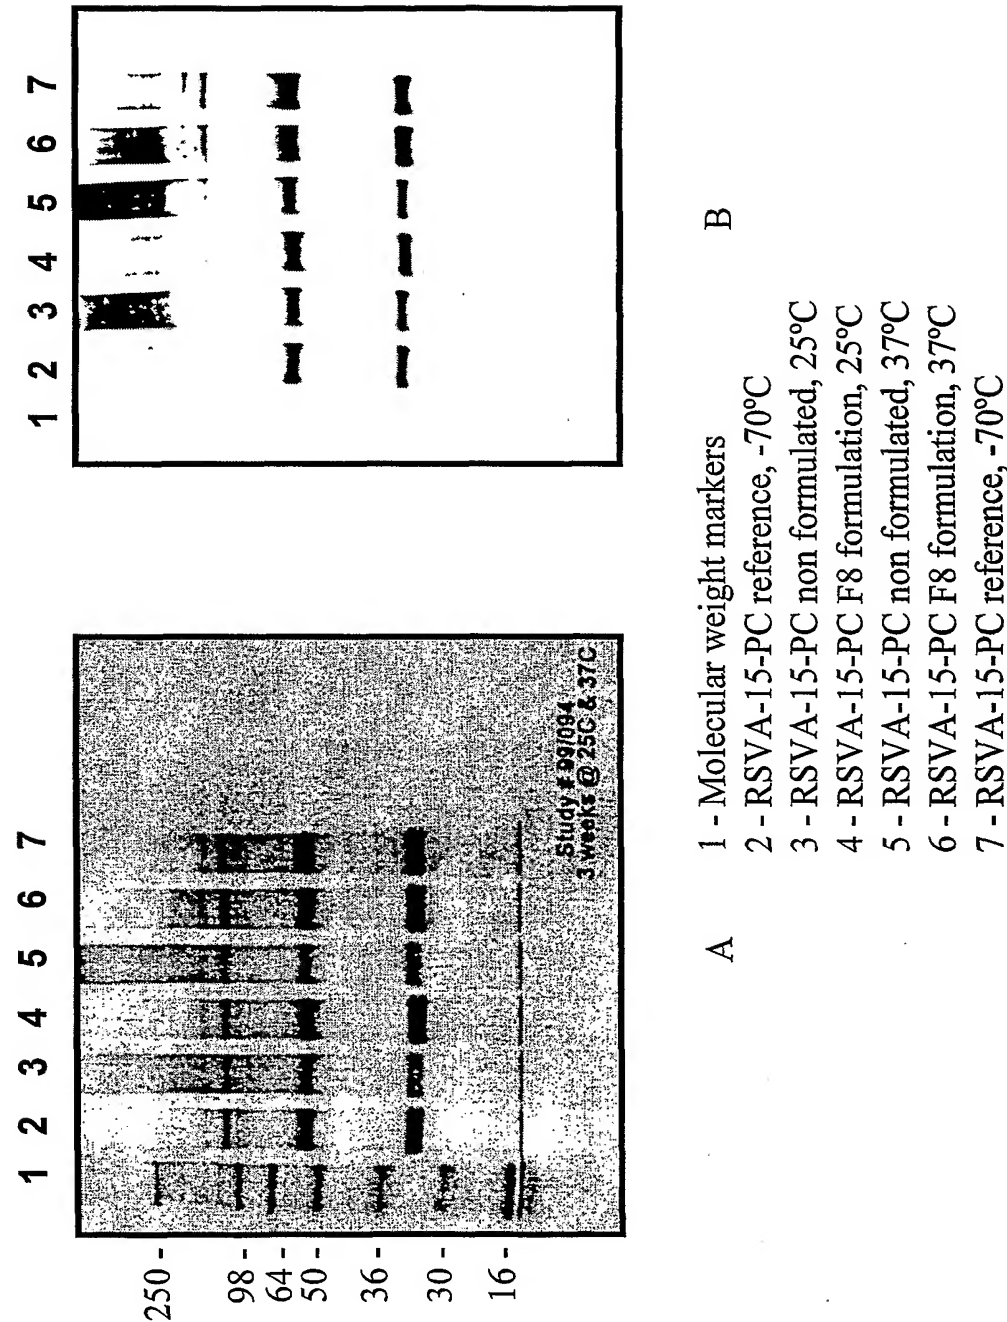 1 2 3 4 5 6 7
250 -
98 -
64 -
50 -
36 -
30 -
16 -
Study # 99/094
3 weeks @ 25C & 37C
A
1 2 3 4 5 6 7
B
1 - Molecular weight markers
2 - RSVA-15-PC reference, -70°C
3 - RSVA-15-PC non formulated, 25°C
4 - RSVA-15-PC F8 formulation, 25°C
5 - RSVA-15-PC non formulated, 37°C
6 - RSVA-15-PC F8 formulation, 37°C
7 - RSVA-15-PC reference, -70°C